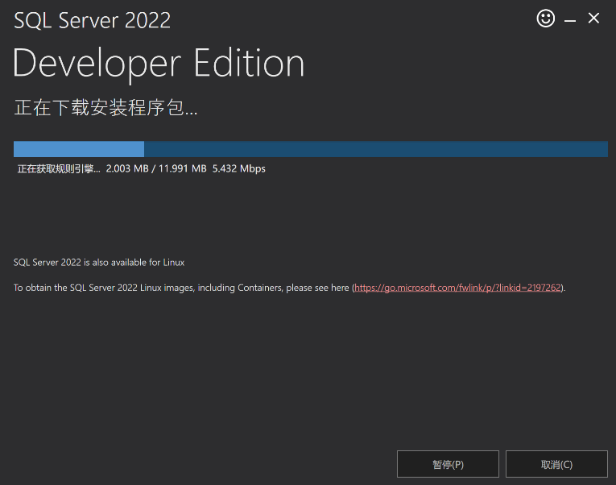 SQL Server 2022
Developer Edition
正在下载安装程序包...
正在获取规则引擎... 2.003 MB / 11.991 MB 5.432 Mbps
SQL Server 2022 is also available for Linux
To obtain the SQL Server 2022 Linux images, including Containers, please see here (https://go.microsoft.com/fwlink/p/?linkid=2197262).
暂停(P) 取消(C)